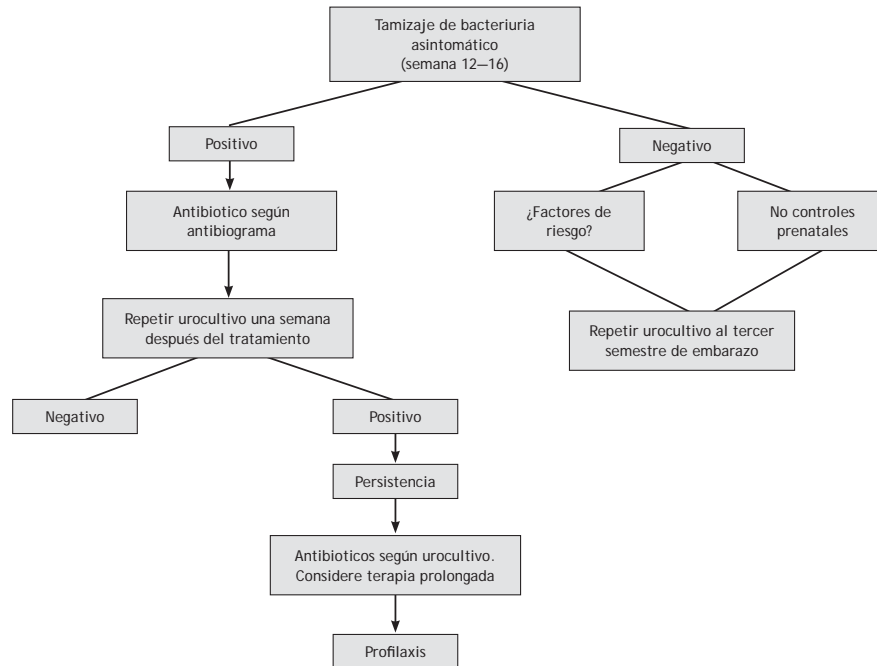 Tamizaje de bacteriuria
asintomático
(semana 12—16)
Positivo
Negativo
Antibiotico según
antibiograma
¿Factores de
riesgo?
No controles
prenatales
Repetir urocultivo una semana
después del tratamiento
Repetir urocultivo al tercer
semestre de embarazo
Negativo
Positivo
Persistencia
Antibioticos según urocultivo.
Considere terapia prolongada
Profilaxis